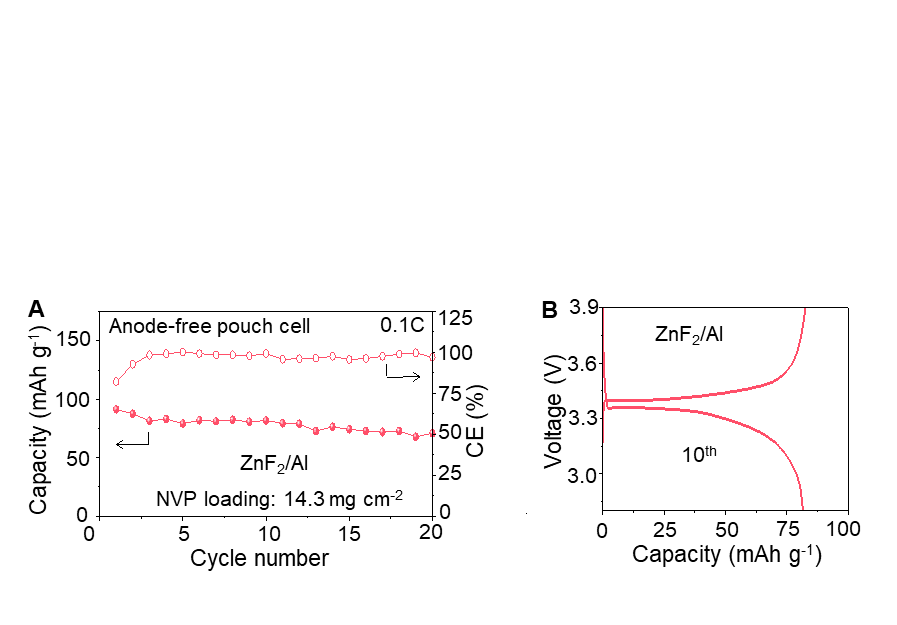 A
Anode-free pouch cell 0.1C
150
100
50
0
Capacity (mAh g-1)
125
100
75
50
25
0
CE (%)
ZnF2/Al
NVP loading: 14.3 mg cm-2
0 5 10 15 20
Cycle number
B
3.9
3.6
3.3
3.0
Voltage (V)
ZnF2/Al
10th
0 25 50 75 100
Capacity (mAh g-1)